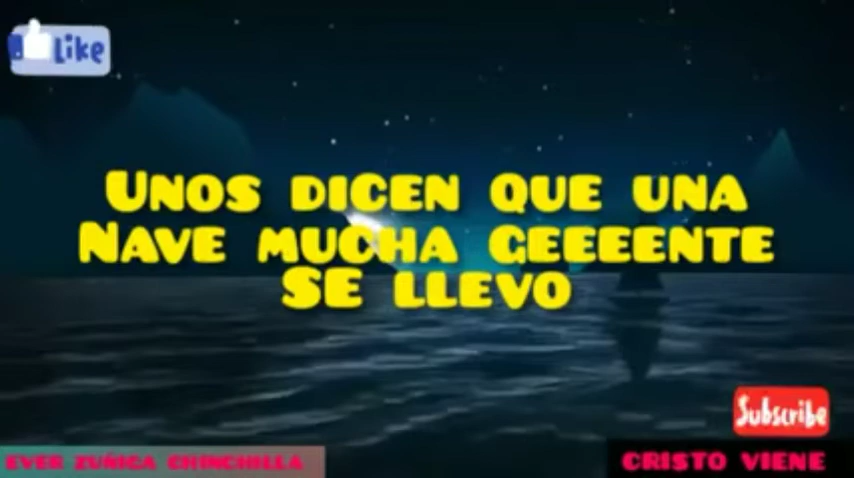 Like
UNOS DICEN QUE UNA
NAVE MUCHA GEEEENTE
SE LLEVO
Subscribe
EVER ZUÑIGA CHINCHILLA
CRISTO VIENE